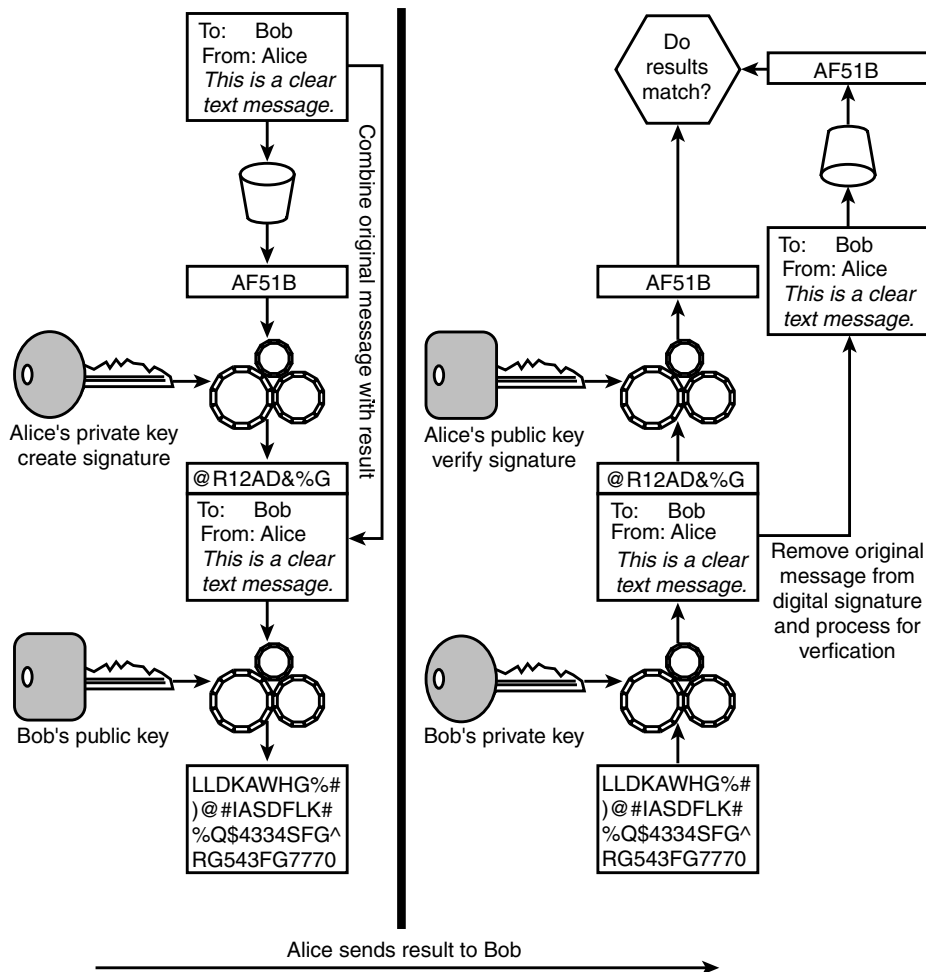 To: Bob
From: Alice
This is a clear
text message.
Combine original message with result
AF51B
Alice's private key
create signature
@R12AD&%G
To: Bob
From: Alice
This is a clear
text message.
Bob's public key
LLDKAWHG%#
)@#IASDFLK#
%Q$4334SFG^
RG543FG7770
Do
results
match?
AF51B
To: Bob
From: Alice
This is a clear
text message.
AF51B
Alice's public key
verify signature
@R12AD&%G
To: Bob
From: Alice
This is a clear
text message.
Remove original
message from
digital signature
and process for
verfication
Bob's private key
LLDKAWHG%#
)@#IASDFLK#
%Q$4334SFG^
RG543FG7770
Alice sends result to Bob